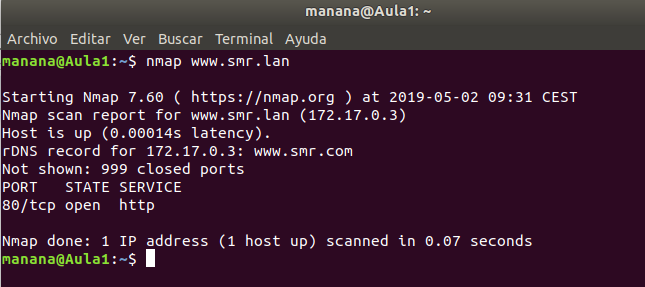 manana@Aula1: ~
Archivo Editar Ver Buscar Terminal Ayuda
manana@Aula1:~$ nmap www.smr.lan
Starting Nmap 7.60 ( https://nmap.org ) at 2019-05-02 09:31 CEST
Nmap scan report for www.smr.lan (172.17.0.3)
Host is up (0.00014s latency).
rDNS record for 172.17.0.3: www.smr.com
Not shown: 999 closed ports
PORT   STATE SERVICE
80/tcp open  http
Nmap done: 1 IP address (1 host up) scanned in 0.07 seconds
manana@Aula1:~$